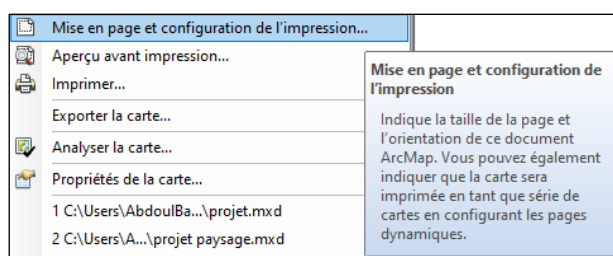 Mise en page et configuration de l'impression...
Aperçu avant impression...
Imprimer...
Exporter la carte...
Analyser la carte...
Propriétés de la carte...
1 C:\Users\AbdoulBa...\projet.mxd
2 C:\Users\A...\projet paysage.mxd
Mise en page et configuration de
l'impression
Indique la taille de la page et
l'orientation de ce document
ArcMap. Vous pouvez également
indiquer que la carte sera
imprimée en tant que série de
cartes en configurant les pages
dynamiques.